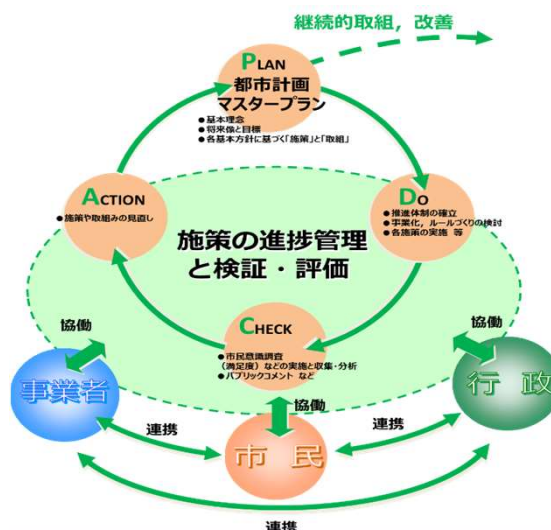 継続的取組，改善
PLAN
都市計画
マスタープラン
●基本理念
●将来像と目標
●各基本方針に基づく「施策」と「取組」
ACTION
●施策や取組みの見直し
DO
●推進体制の確立
●事業化，ルールづくりの検討
●各施策の実施 等
施策の進捗管理
と検証・評価
CHECK
●市民意識調査
（満足度）などの実施と収集・分析
●パブリックコメント など
協働
協働
協働
事業者
行 政
市 民
連携
連携
連携